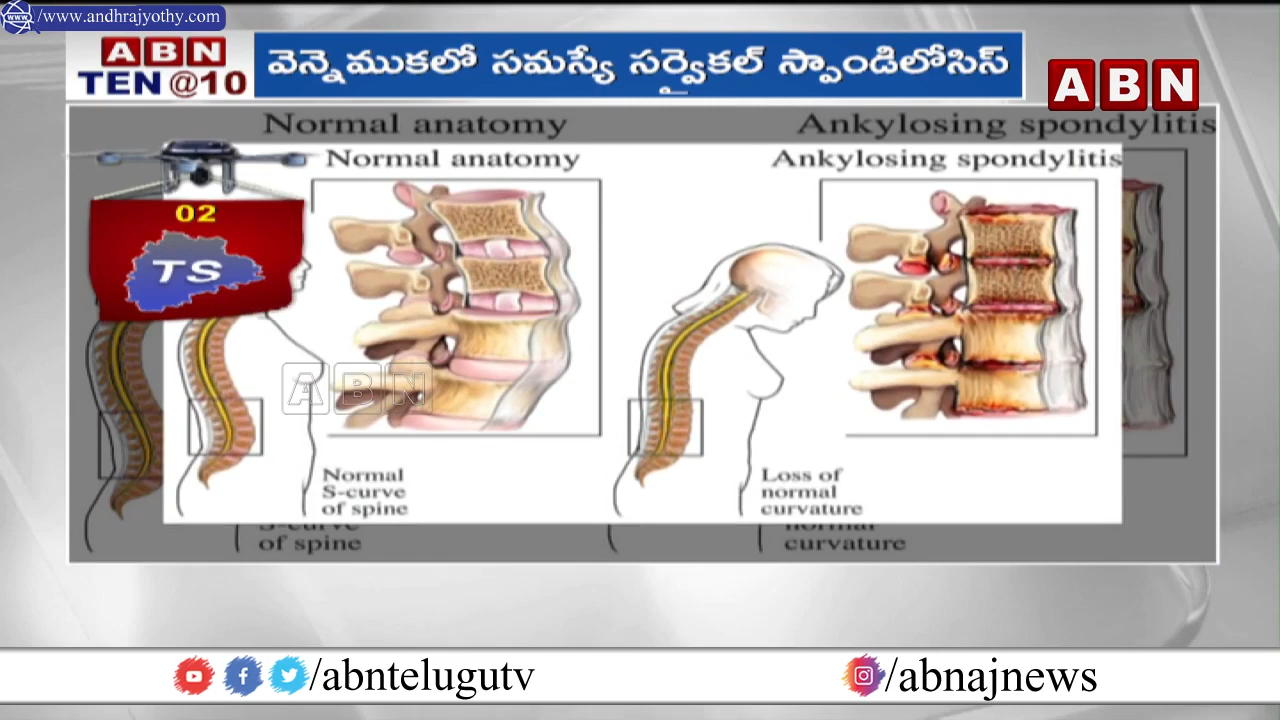 www./www.andhrajyothy.com
ABN
TEN @10
వెన్నెముకలో సమస్యే సర్వైకల్ స్పాండిలోసిస్
ABN
Normal anatomy
Ankylosing spondylitis
Normal anatomy
Ankylosing spondylitis
02
TS
ABN
Normal
S-curve
of spine
Loss of
normal
curvature
S-curve
of spine
normal
curvature
/abntelugutv
/abnajnews